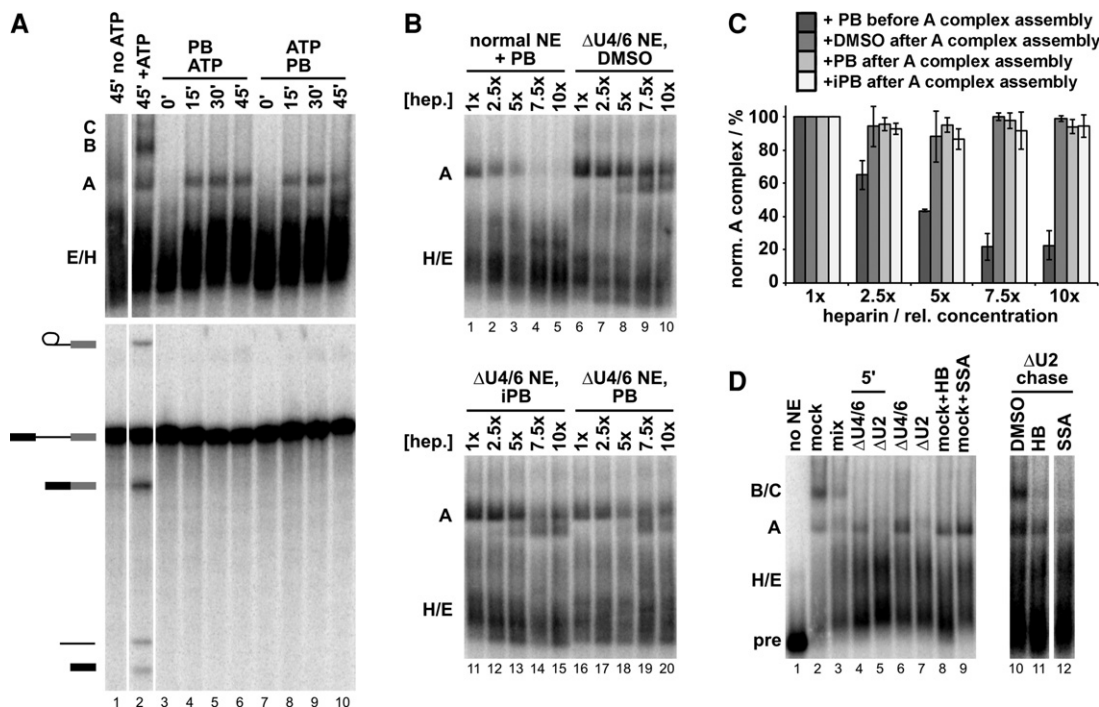 A
45' no ATP
45' +ATP
PB
ATP
ATP
PB
0' 15' 30' 45' 0' 15' 30' 45'
C
B
A
E/H
1 2 3 4 5 6 7 8 9 10
B
normal NE
+ PB
ΔU4/6 NE,
DMSO
[hep.] 1x 2.5x 5x 7.5x 10x 1x 2.5x 5x 7.5x 10x
A
H/E
1 2 3 4 5 6 7 8 9 10
ΔU4/6 NE,
iPB
ΔU4/6 NE,
PB
[hep.] 1x 2.5x 5x 7.5x 10x 1x 2.5x 5x 7.5x 10x
A
H/E
11 12 13 14 15 16 17 18 19 20
C
+ PB before A complex assembly
+DMSO after A complex assembly
+PB after A complex assembly
+iPB after A complex assembly
norm. A complex / %
100
80
60
40
20
0
1x 2.5x 5x 7.5x 10x
heparin / rel. concentration
D
5'
no NE mock mix ΔU4/6 ΔU2 ΔU4/6 ΔU2 mock+HB mock+SSA
ΔU2
chase
DMSO HB SSA
B/C
A
H/E
pre
1 2 3 4 5 6 7 8 9 10 11 12